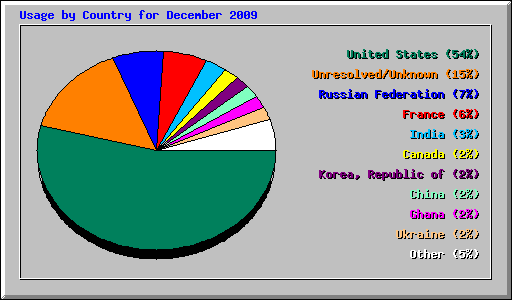 Usage by Country for December 2009
United States (54%)
Unresolved/Unknown (15%)
Russian Federation (7%)
France (6%)
India (3%)
Canada (2%)
Korea, Republic of (2%)
China (2%)
Ghana (2%)
Ukraine (2%)
Other (5%)